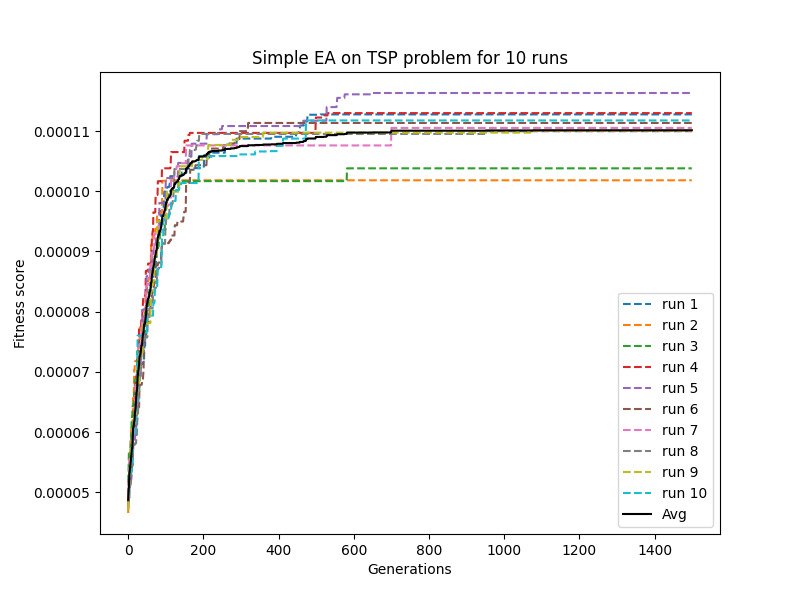 Simple EA on TSP problem for 10 runs
Fitness score
0.00011
0.00010
0.00009
0.00008
0.00007
0.00006
0.00005
run 1
run 2
run 3
run 4
run 5
run 6
run 7
run 8
run 9
run 10
Avg
0 200 400 600 800 1000 1200 1400
Generations